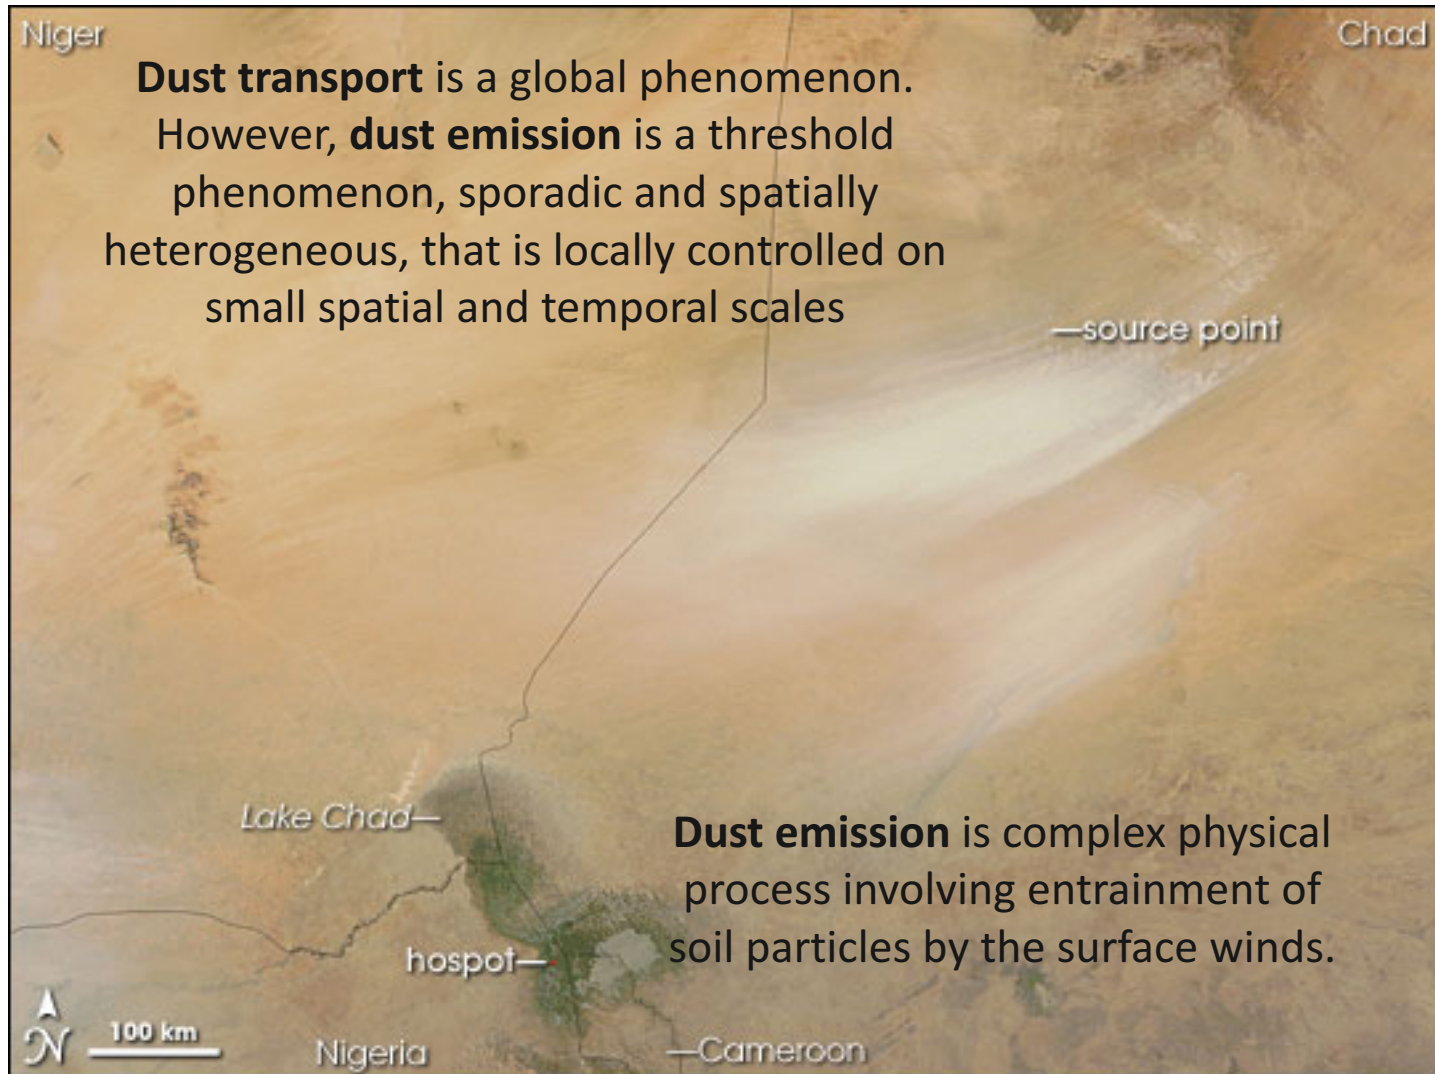 Niger
Chad
Dust transport is a global phenomenon.
However, dust emission is a threshold
phenomenon, sporadic and spatially
heterogeneous, that is locally controlled on
small spatial and temporal scales
—source point
Lake Chad—
Dust emission is complex physical
process involving entrainment of
soil particles by the surface winds.
hospot—
N
100 km
Nigeria
—Cameroon